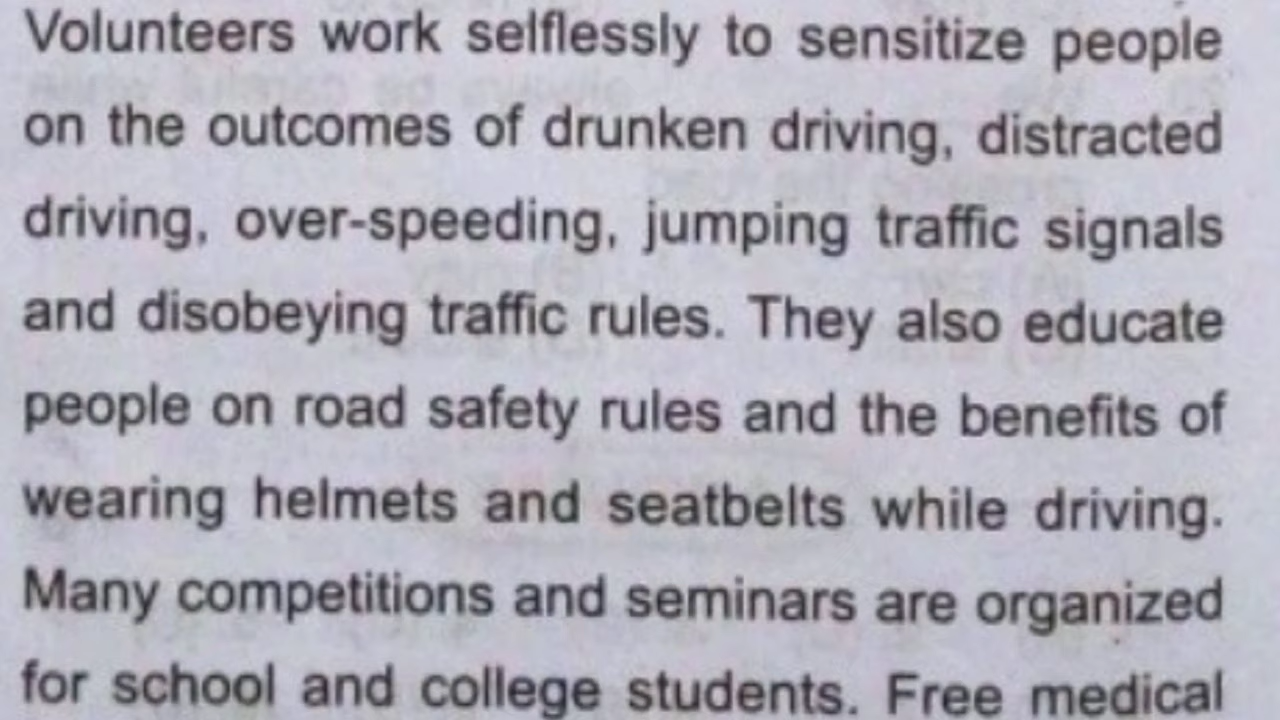 Volunteers work selflessly to sensitize people
on the outcomes of drunken driving, distracted
driving, over-speeding, jumping traffic signals
and disobeying traffic rules. They also educate
people on road safety rules and the benefits of
wearing helmets and seatbelts while driving.
Many competitions and seminars are organized
for school and college students. Free medical